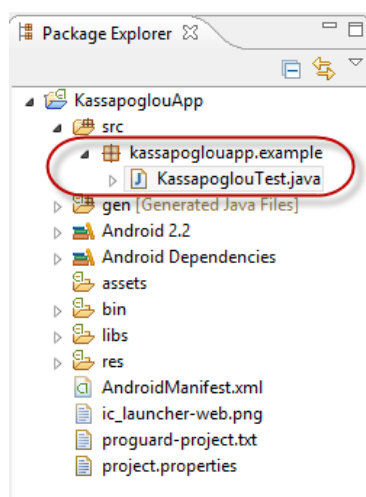 Package Explorer
KassapoglouApp
src
kassapoglouapp.example
KassapoglouTest.java
gen [Generated Java Files]
Android 2.2
Android Dependencies
assets
bin
libs
res
AndroidManifest.xml
ic_launcher-web.png
proguard-project.txt
project.properties